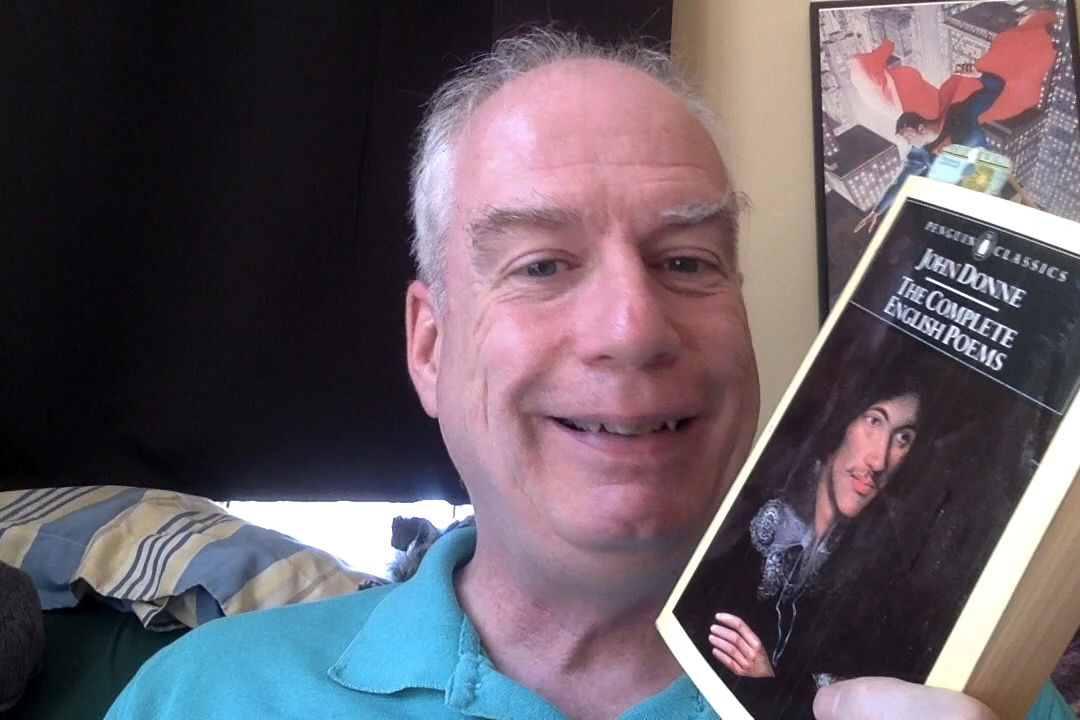 PENGUIN CLASSICS
JOHN DONNE
THE COMPLETE
ENGLISH POEMS